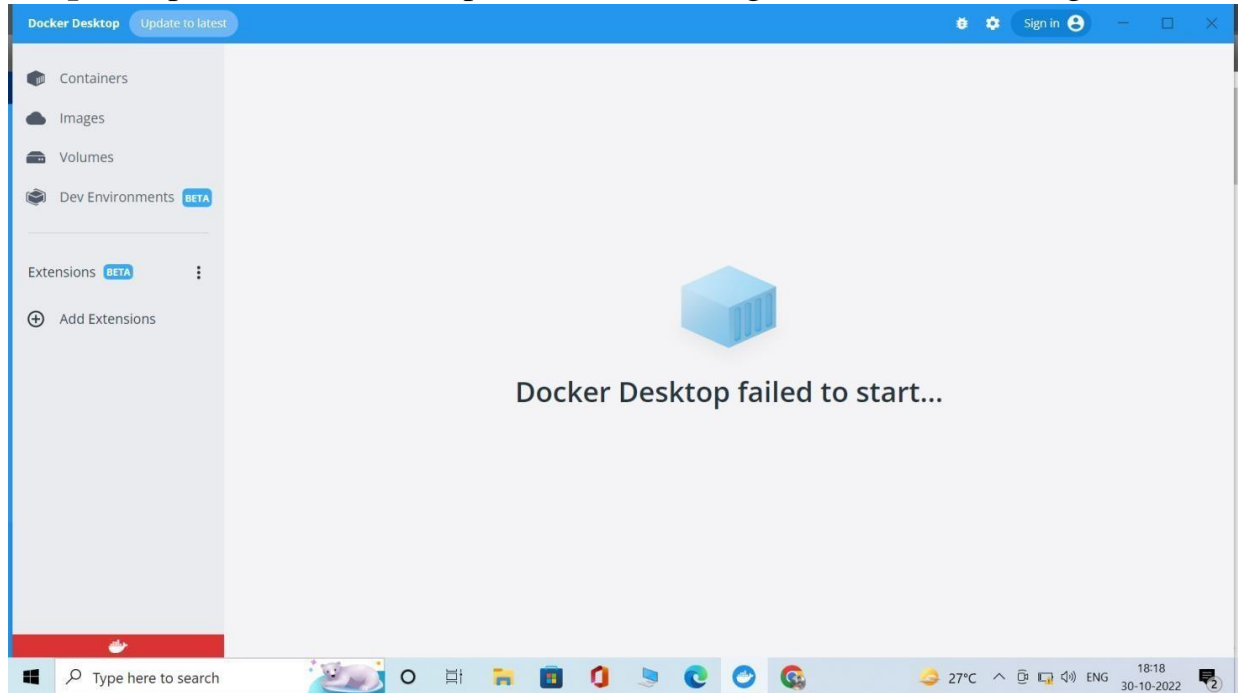 Docker Desktop Update to latest Sign in
Containers
Images
Volumes
Dev Environments BETA
Extensions BETA
Add Extensions
Docker Desktop failed to start...
Type here to search 27°C ENG 18:18
30-10-2022 2